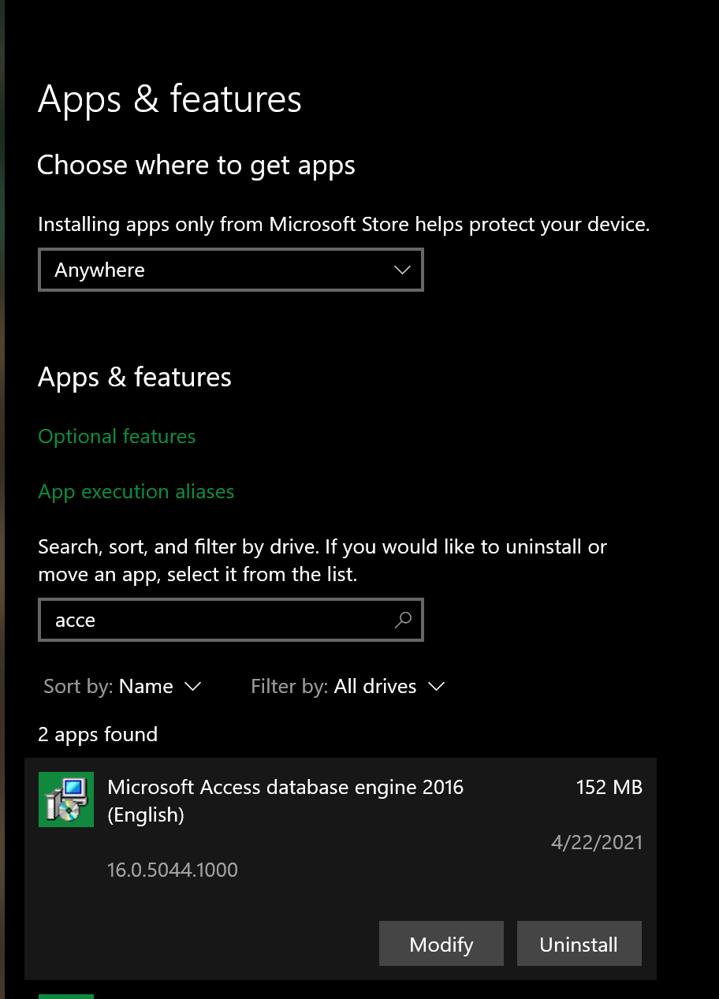 Apps & features
Choose where to get apps
Installing apps only from Microsoft Store helps protect your device.
Anywhere
Apps & features
Optional features
App execution aliases
Search, sort, and filter by drive. If you would like to uninstall or
move an app, select it from the list.
acce
Sort by: Name Filter by: All drives
2 apps found
Microsoft Access database engine 2016 152 MB
(English)
4/22/2021
16.0.5044.1000
Modify Uninstall